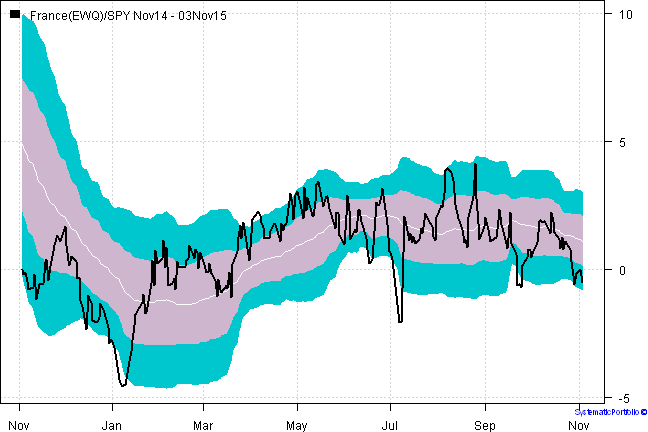 France(EWQ)/SPY Nov14 - 03Nov15
10
5
0
-5
SystematicPortfolio ©
Nov Jan Mar May Jul Sep Nov